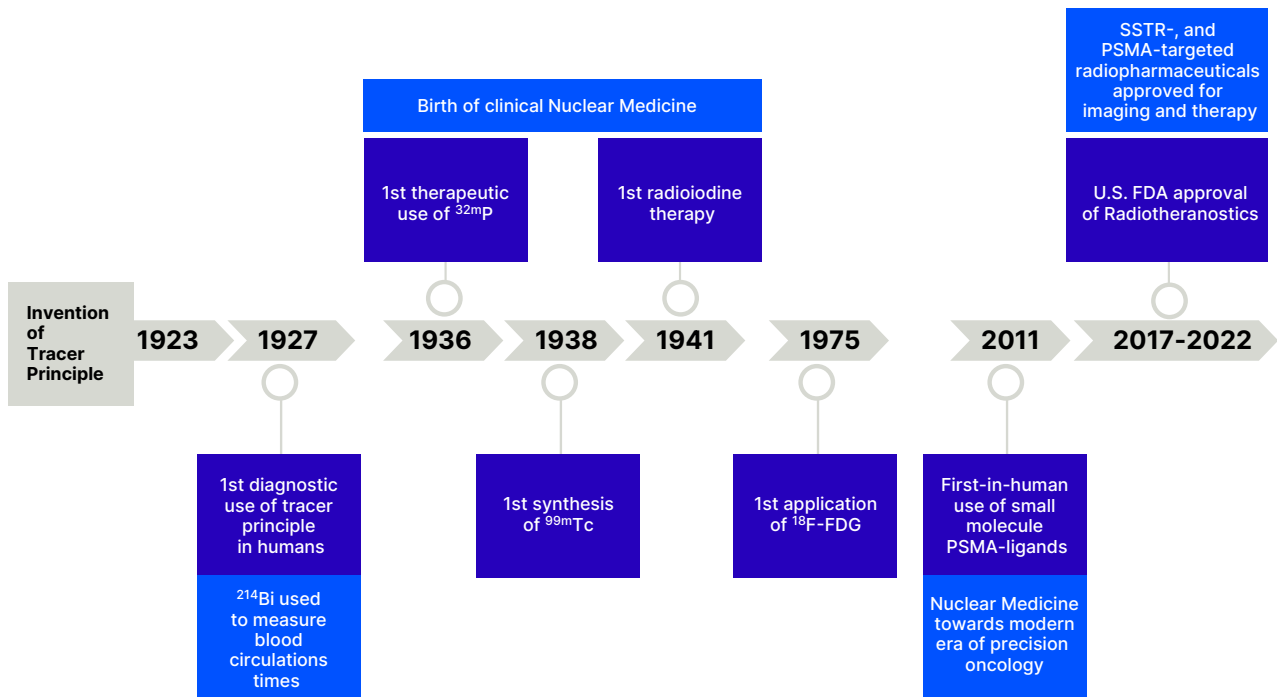 SSTR-, and
PSMA-targeted
radiopharmaceuticals
approved for
imaging and therapy
Birth of clinical Nuclear Medicine
1st therapeutic
use of ³²ᵐP
1st radioiodine
therapy
U.S. FDA approval
of Radiotheranostics
Invention
of
Tracer
Principle
1923
1927
1936
1938
1941
1975
2011
2017-2022
1st diagnostic
use of tracer
principle
in humans
1st synthesis
of ⁹⁹ᵐTc
1st application
of ¹⁸F-FDG
First-in-human
use of small
molecule
PSMA-ligands
²¹⁴Bi used
to measure
blood
circulations
times
Nuclear Medicine
towards modern
era of precision
oncology